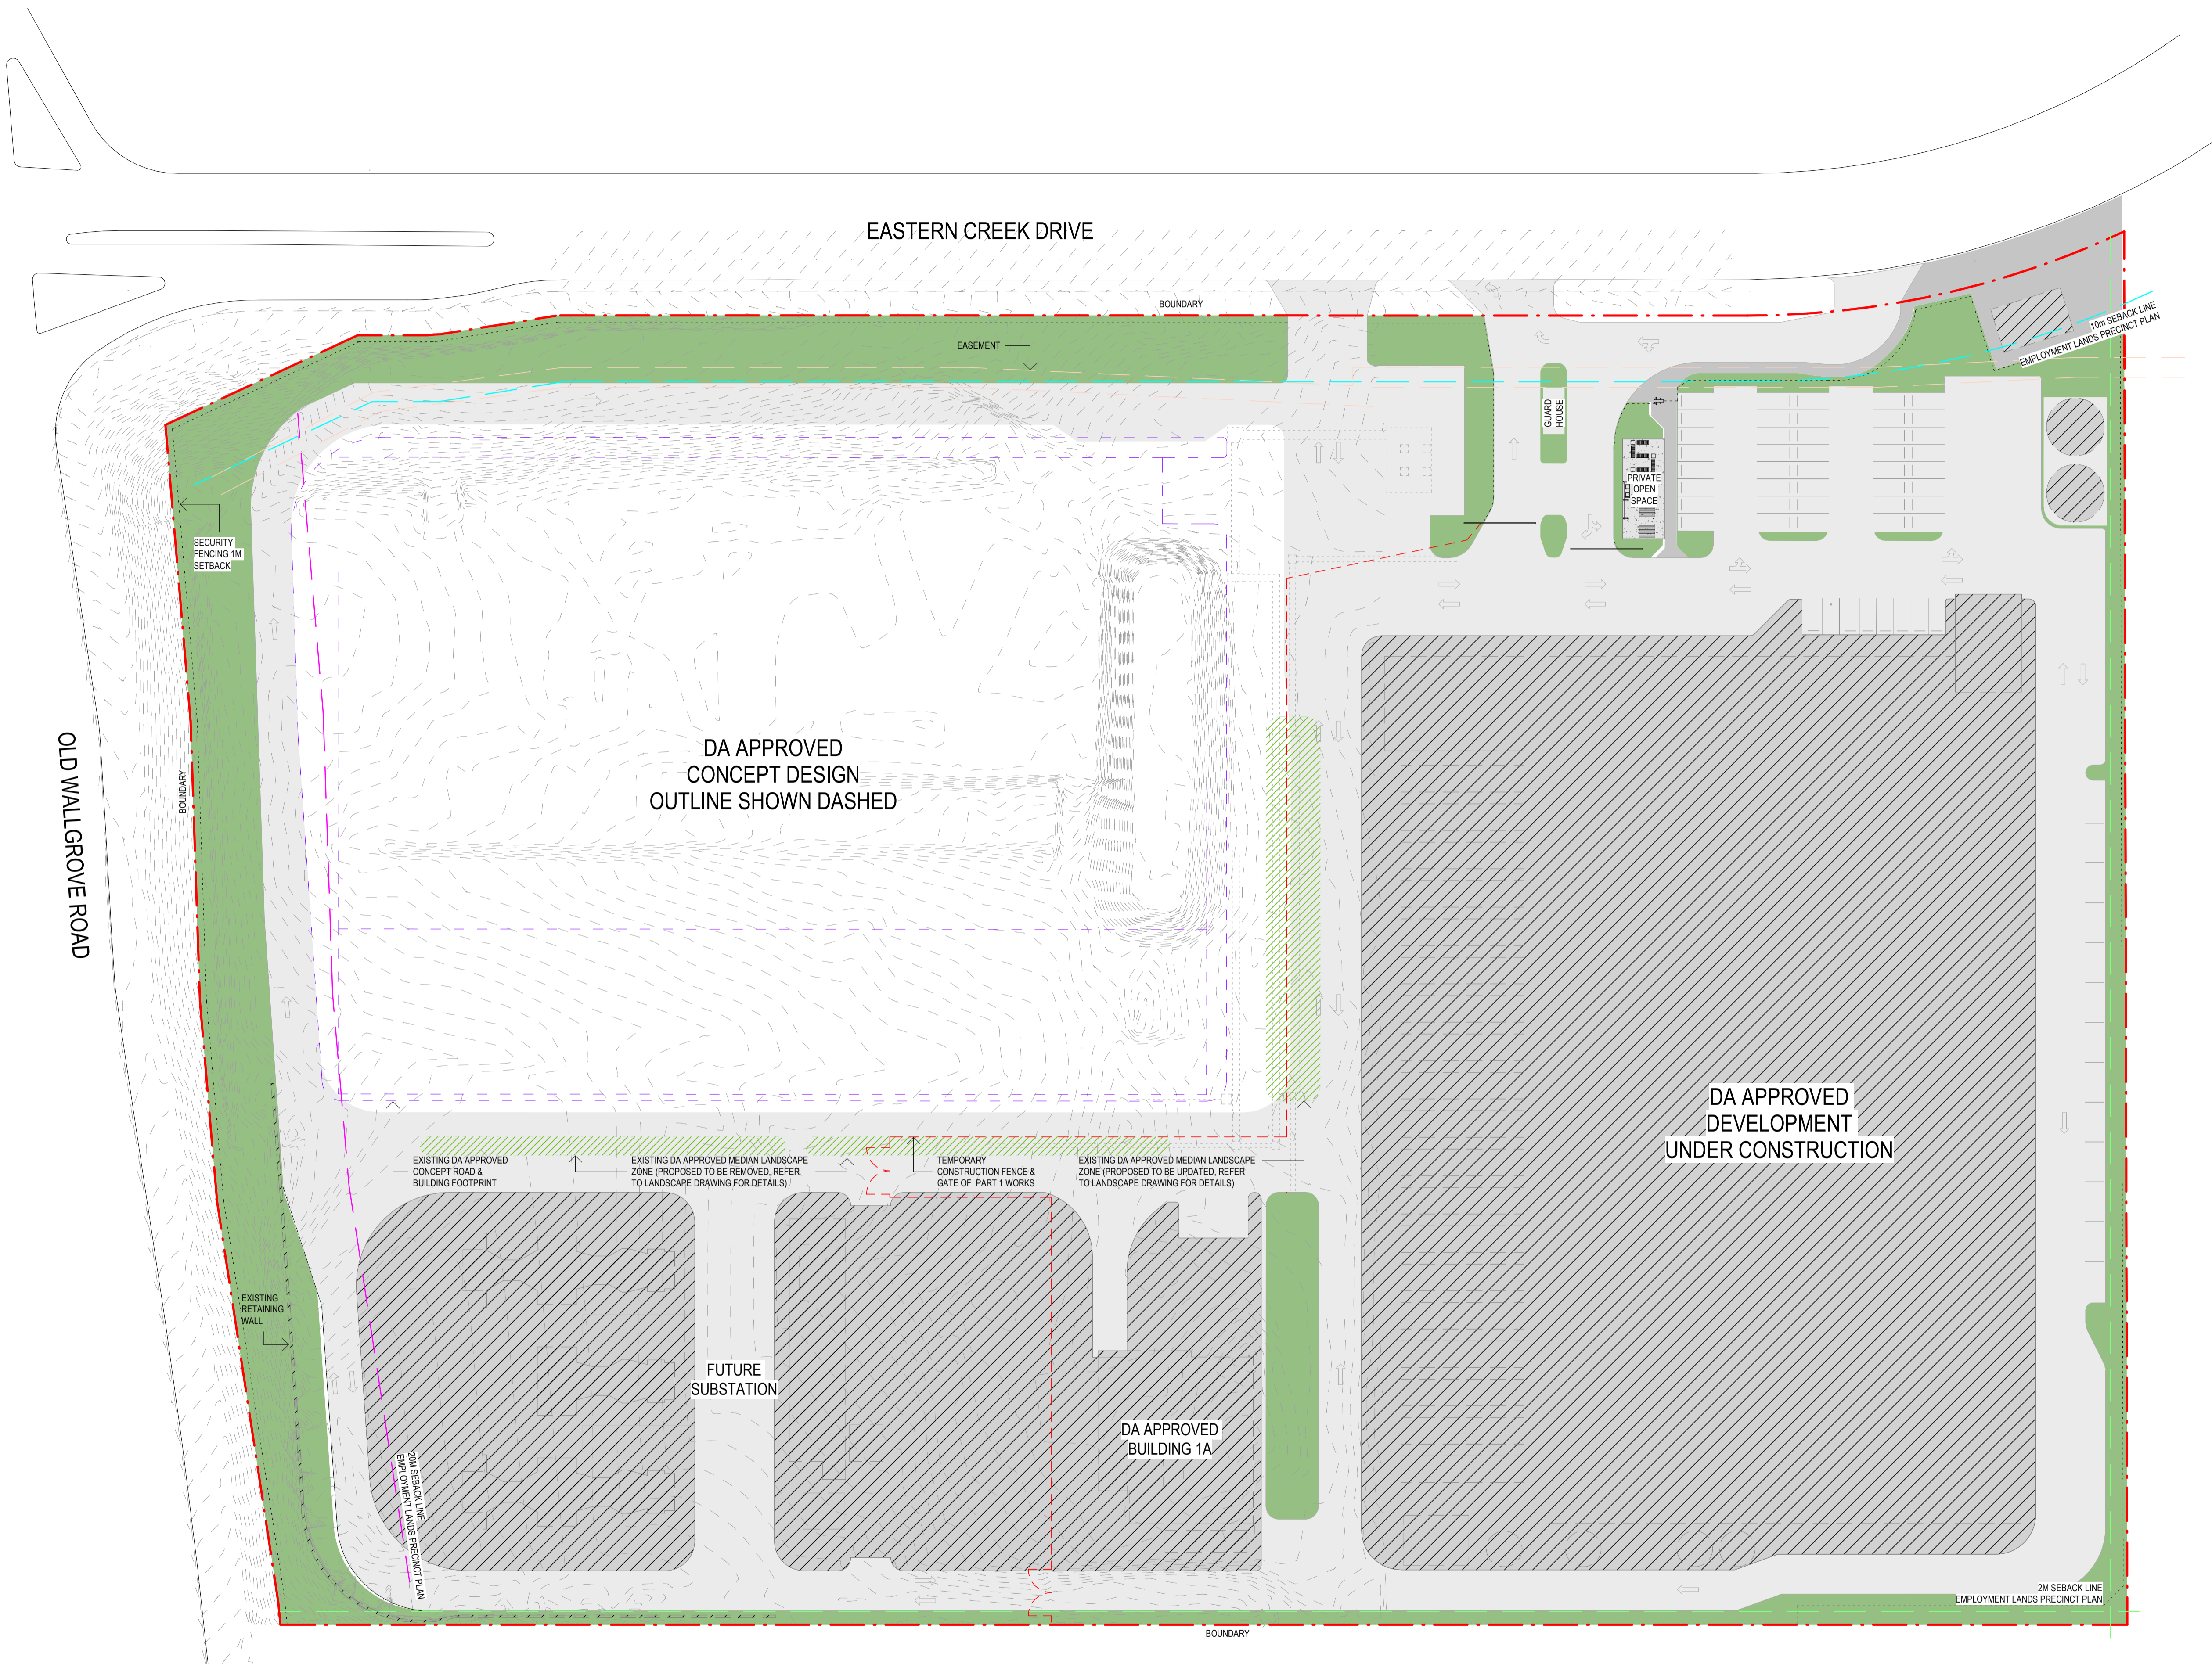 EASTERN CREEK DRIVE
BOUNDARY
EASEMENT
10m SEBACK LINE
EMPLOYMENT LANDS PRECINCT PLAN
GUARD
HOUSE
PRIVATE
OPEN
SPACE
SECURITY
FENCING 1M
SETBACK
OLD WALLGROVE ROAD
BOUNDARY
DA APPROVED
CONCEPT DESIGN
OUTLINE SHOWN DASHED
DA APPROVED
DEVELOPMENT
UNDER CONSTRUCTION
EXISTING DA APPROVED
CONCEPT ROAD &
BUILDING FOOTPRINT
EXISTING DA APPROVED MEDIAN LANDSCAPE
ZONE (PROPOSED TO BE REMOVED, REFER
TO LANDSCAPE DRAWING FOR DETAILS)
TEMPORARY
CONSTRUCTION FENCE &
GATE OF PART 1 WORKS
EXISTING DA APPROVED MEDIAN LANDSCAPE
ZONE (PROPOSED TO BE UPDATED, REFER
TO LANDSCAPE DRAWING FOR DETAILS)
EXISTING
RETAINING
WALL
FUTURE
SUBSTATION
DA APPROVED
BUILDING 1A
20M SEBACK LINE
EMPLOYMENT LANDS PRECINCT PLAN
2M SEBACK LINE
EMPLOYMENT LANDS PRECINCT PLAN
BOUNDARY